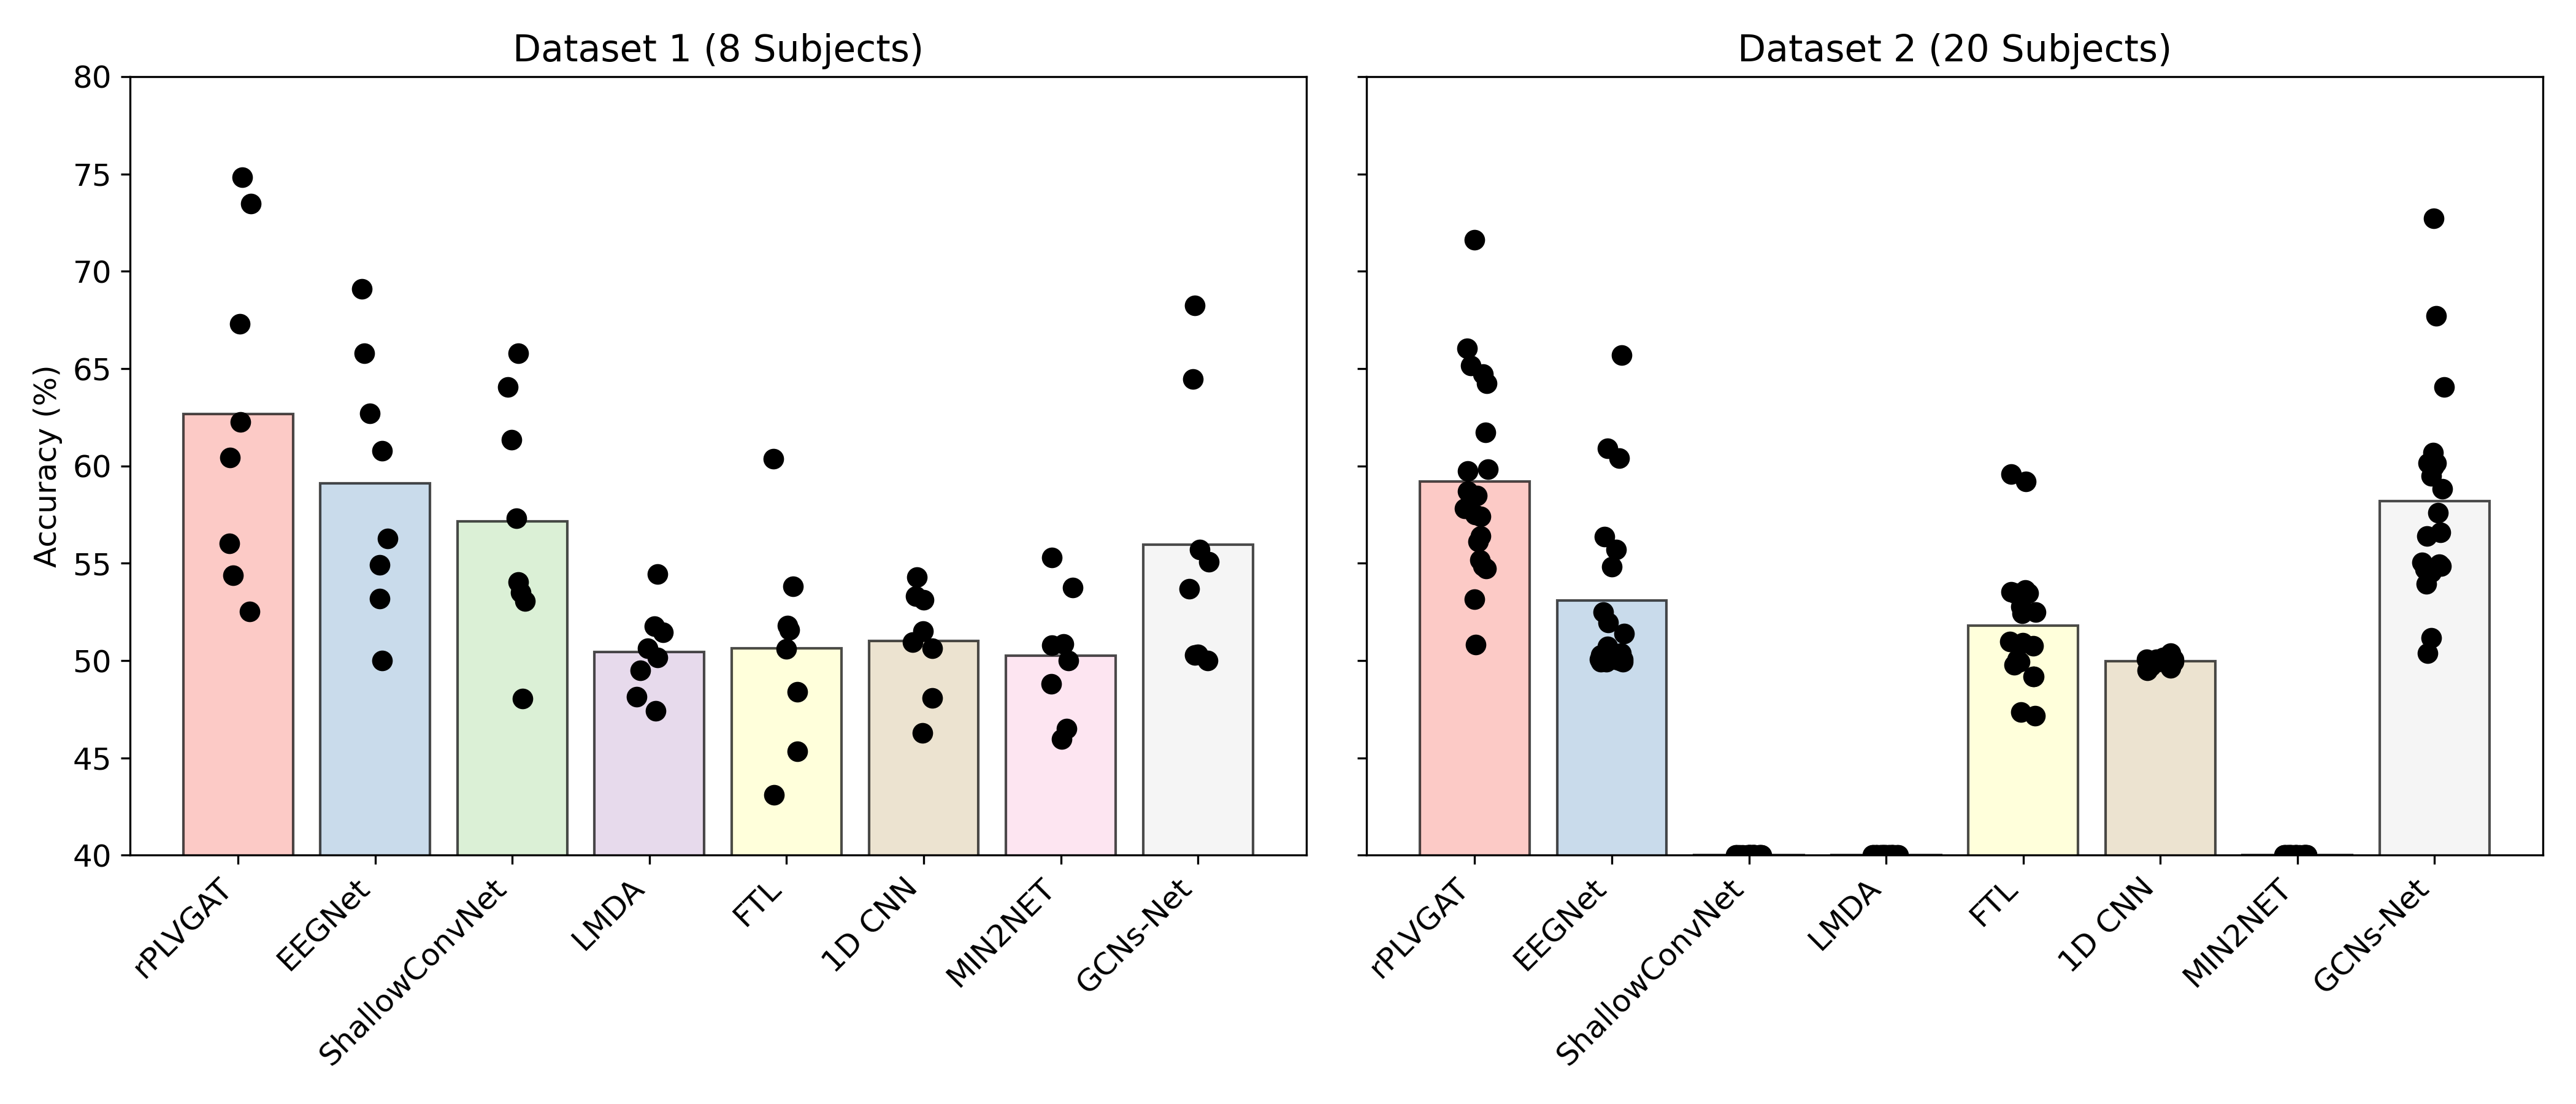 Dataset 1 (8 Subjects)
Dataset 2 (20 Subjects)
Accuracy (%)
80
75
70
65
60
55
50
45
40
rPLVGAT
EEGNet
ShallowConvNet
LMDA
FTL
1D CNN
MIN2NET
GCNs-Net
rPLVGAT
EEGNet
ShallowConvNet
LMDA
FTL
1D CNN
MIN2NET
GCNs-Net